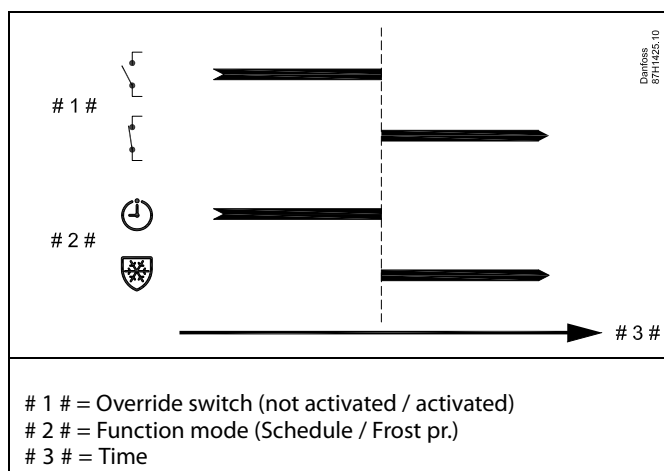 Danfoss
87H1425.10
# 1 #
# 2 #
# 3 #
# 1 # = Override switch (not activated / activated)
# 2 # = Function mode (Schedule / Frost pr.)
# 3 # = Time